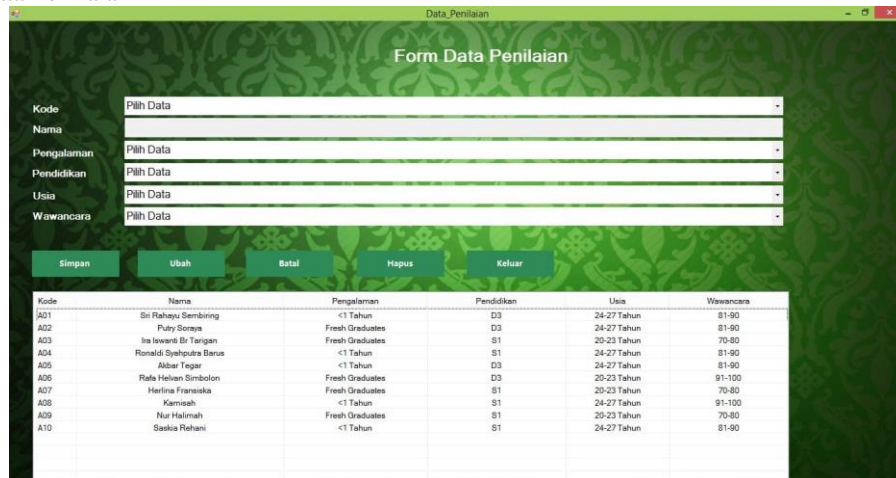 Data_Penilaian
Form Data Penilaian
Kode Pilih Data
Nama
Pengalaman Pilih Data
Pendidikan Pilih Data
Usia Pilih Data
Wawancara Pilih Data
Simpan Ubah Batal Hapus Keluar
Kode Nama Pengalaman Pendidikan Usia Wawancara
A01 Sri Rahayu Sembiring <1 Tahun D3 24-27 Tahun 81-90
A02 Putry Soraya Fresh Graduates D3 24-27 Tahun 81-90
A03 Ira Iswanti Br Tarigan Fresh Graduates S1 20-23 Tahun 70-80
A04 Ronaldi Syahputra Barus <1 Tahun S1 24-27 Tahun 81-90
A05 Akbar Tegar <1 Tahun D3 24-27 Tahun 81-90
A06 Rafa Helvan Simbolon Fresh Graduates D3 20-23 Tahun 91-100
A07 Herlina Fransiska Fresh Graduates S1 20-23 Tahun 70-80
A08 Kamisah <1 Tahun S1 24-27 Tahun 91-100
A09 Nur Halimah Fresh Graduates S1 20-23 Tahun 70-80
A10 Saskia Rehani <1 Tahun S1 24-27 Tahun 81-90